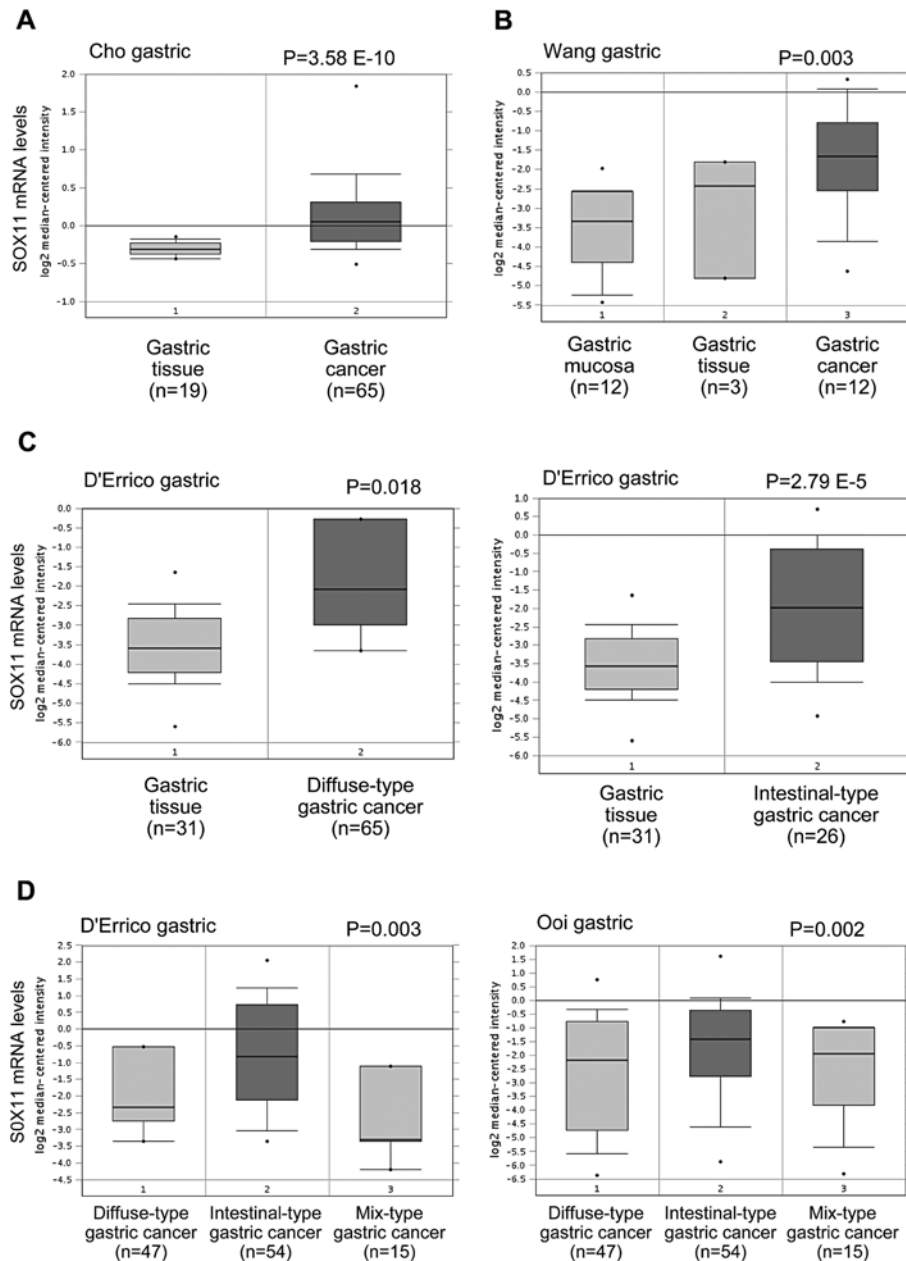 A
Cho gastric P=3.58 E-10
SOX11 mRNA levels
log2 median-centered intensity
2.0
1.5
1.0
0.5
0.0
-0.5
-1.0
1 2
Gastric tissue (n=19)
Gastric cancer (n=65)
B
Wang gastric P=0.003
log2 median-centered intensity
0.5
0.0
-0.5
-1.0
-1.5
-2.0
-2.5
-3.0
-3.5
-4.0
-4.5
-5.0
-5.5
1 2 3
Gastric mucosa (n=12)
Gastric tissue (n=3)
Gastric cancer (n=12)
C
D'Errico gastric P=0.018
SOX11 mRNA levels
log2 median-centered intensity
0.0
-0.5
-1.0
-1.5
-2.0
-2.5
-3.0
-3.5
-4.0
-4.5
-5.0
-5.5
-6.0
1 2
Gastric tissue (n=31)
Diffuse-type gastric cancer (n=65)
D'Errico gastric P=2.79 E-5
log2 median-centered intensity
1.0
0.5
0.0
-0.5
-1.0
-1.5
-2.0
-2.5
-3.0
-3.5
-4.0
-4.5
-5.0
-5.5
-6.0
1 2
Gastric tissue (n=31)
Intestinal-type gastric cancer (n=26)
D
D'Errico gastric P=0.003
S0X11 mRNA levels
log2 median-centered intensity
2.5
2.0
1.5
1.0
0.5
0.0
-0.5
-1.0
-1.5
-2.0
-2.5
-3.0
-3.5
-4.0
-4.5
1 2 3
Diffuse-type gastric cancer (n=47)
Intestinal-type gastric cancer (n=54)
Mix-type gastric cancer (n=15)
Ooi gastric P=0.002
log2 median-centered intensity
2.0
1.5
1.0
0.5
0.0
-0.5
-1.0
-1.5
-2.0
-2.5
-3.0
-3.5
-4.0
-4.5
-5.0
-5.5
-6.0
-6.5
1 2 3
Diffuse-type gastric cancer (n=47)
Intestinal-type gastric cancer (n=54)
Mix-type gastric cancer (n=15)